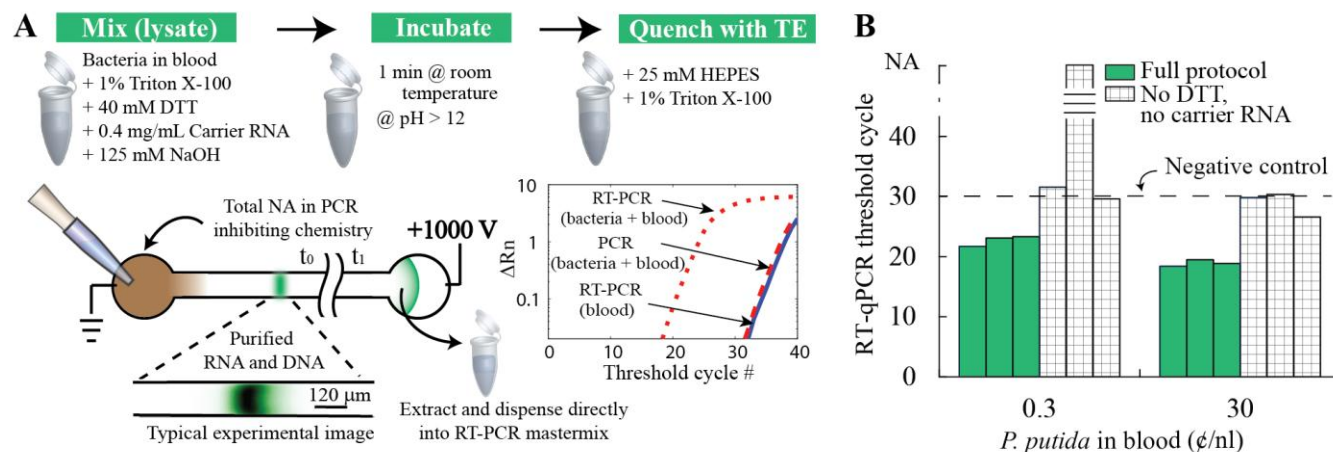 A
Mix (lysate)
Bacteria in blood
+ 1% Triton X-100
+ 40 mM DTT
+ 0.4 mg/mL Carrier RNA
+ 125 mM NaOH
Incubate
1 min @ room
temperature
@ pH > 12
Quench with TE
+ 25 mM HEPES
+ 1% Triton X-100
Total NA in PCR
inhibiting chemistry
t0
t1
+1000 V
Purified
RNA and DNA
120 μm
Typical experimental image
Extract and dispense directly
into RT-PCR mastermix
ΔRn
1
0.1
RT-PCR
(bacteria + blood)
PCR
(bacteria + blood)
RT-PCR
(blood)
0
10
20
30
40
Threshold cycle #
B
RT-qPCR threshold cycle
NA
40
30
20
10
0
Full protocol
No DTT,
no carrier RNA
Negative control
0.3
30
P. putida in blood (¢/nl)